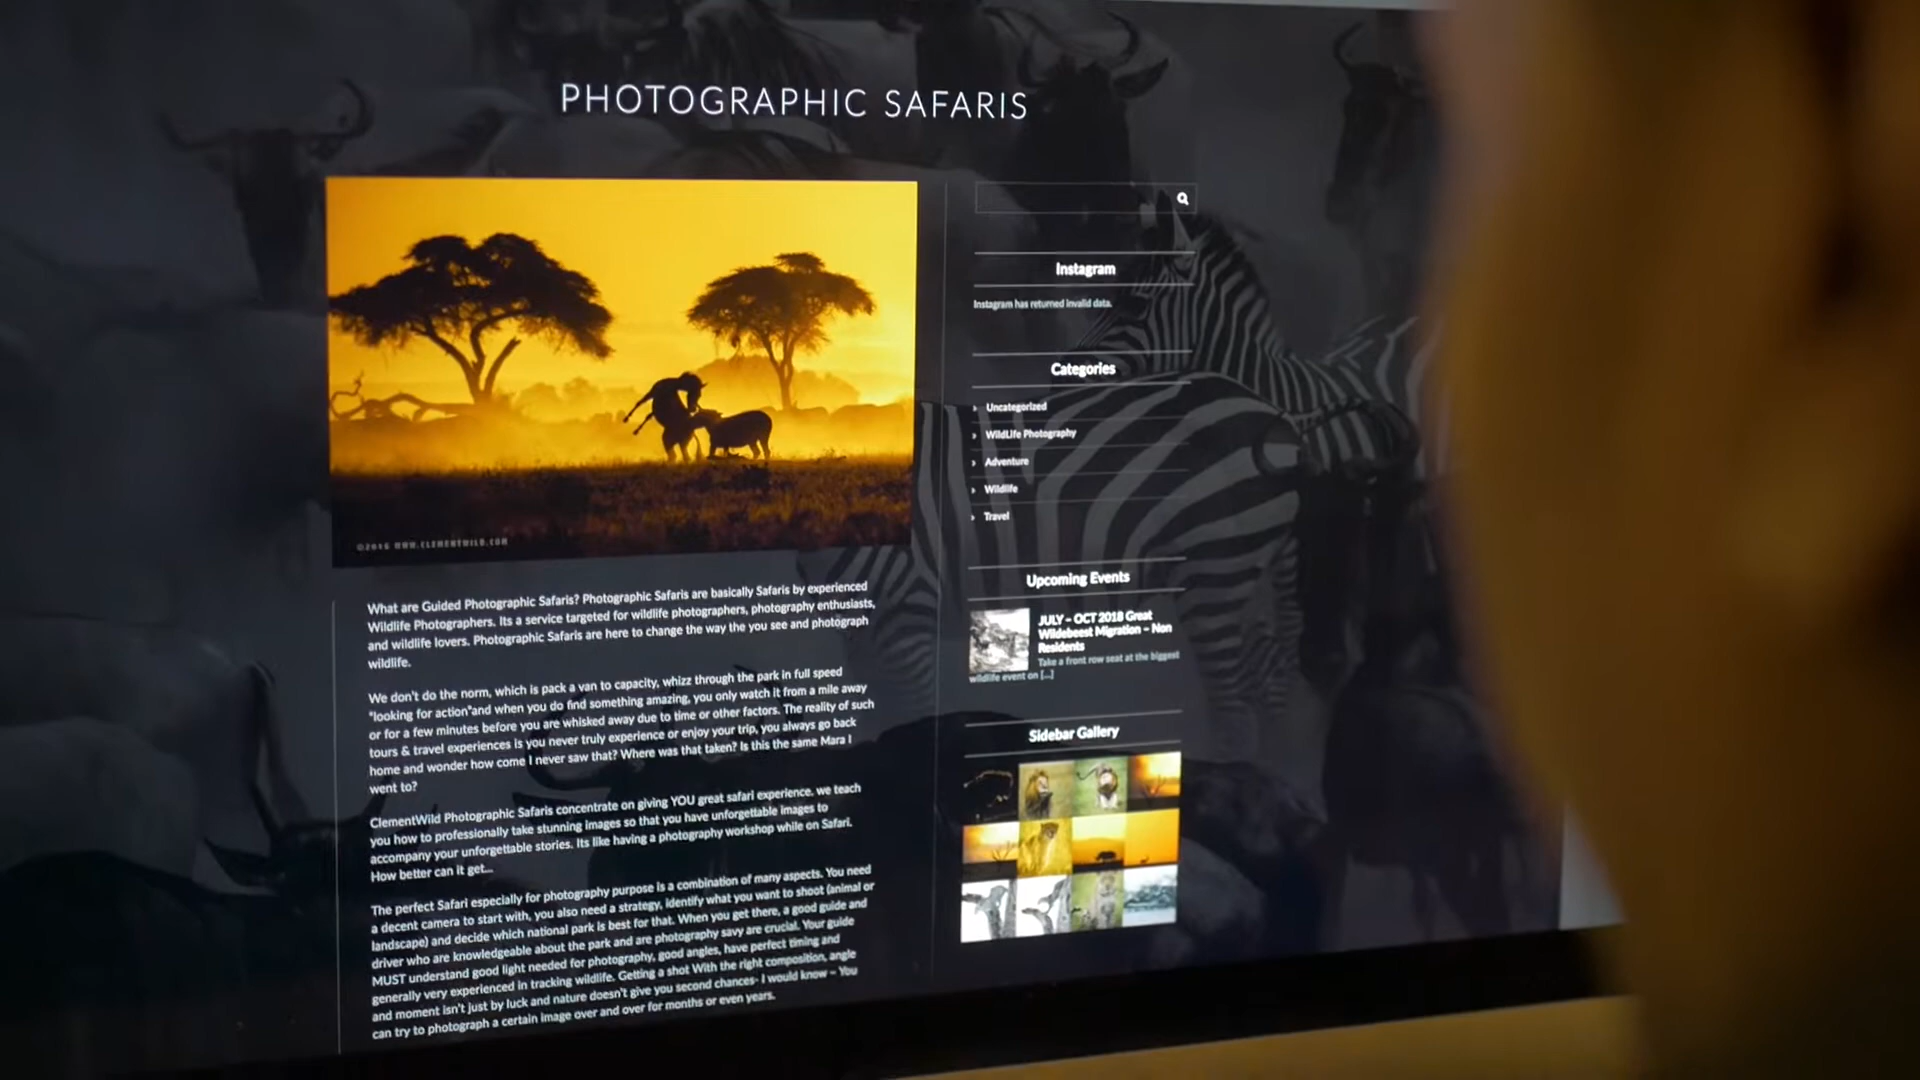 PHOTOGRAPHIC SAFARIS
©2016 WWW.CLEMENTWILD.COM
What are Guided Photographic Safaris? Photographic Safaris are basically Safaris by experienced
Wildlife Photographers. Its a service targeted for wildlife photographers, photography enthusiasts,
and wildlife lovers. Photographic Safaris are here to change the way the you see and photograph
wildlife.
We don't do the norm, which is pack a van to capacity, whizz through the park in full speed
"looking for action"and when you do find something amazing, you only watch it from a mile away
or for a few minutes before you are whisked away due to time or other factors. The reality of such
tours & travel experiences is you never truly experience or enjoy your trip, you always go back
home and wonder how come I never saw that? Where was that taken? Is this the same Mara I
went to?
ClementWild Photographic Safaris concentrate on giving YOU great safari experience. we teach
you how to professionally take stunning images so that you have unforgettable images to
accompany your unforgettable stories. Its like having a photography workshop while on Safari.
How better can it get...
The perfect Safari especially for photography purpose is a combination of many aspects. You need
a decent camera to start with, you also need a strategy, identify what you want to shoot (animal or
landscape) and decide which national park is best for that. When you get there, a good guide and
driver who are knowledgeable about the park and are photography savy are crucial. Your guide
MUST understand good light needed for photography, good angles, have perfect timing and
generally very experienced in tracking wildlife. Getting a shot With the right composition, angle
and moment isn't just by luck and nature doesn't give you second chances- I would know – You
can try to photograph a certain image over and over for months or even years.
Instagram
Instagram has returned invalid data.
Categories
Uncategorized
WildLife Photography
Adventure
Wildlife
Travel
Upcoming Events
JULY – OCT 2018 Great
Wildebeest Migration – Non
Residents
Take a front row seat at the biggest
wildlife event on [...]
Sidebar Gallery